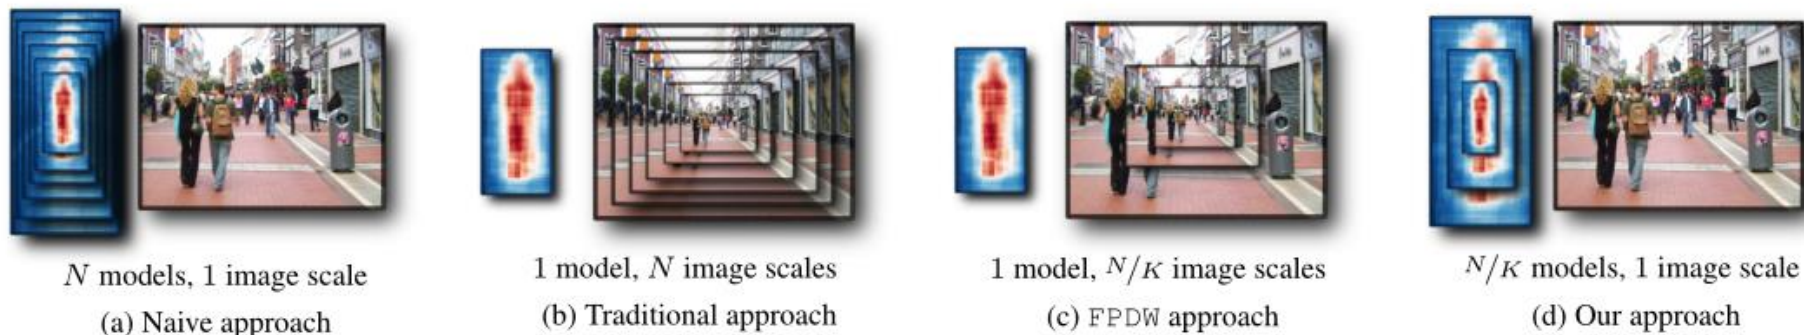 N models, 1 image scale
(a) Naive approach
1 model, N image scales
(b) Traditional approach
1 model, N/K image scales
(c) FPDW approach
N/K models, 1 image scale
(d) Our approach